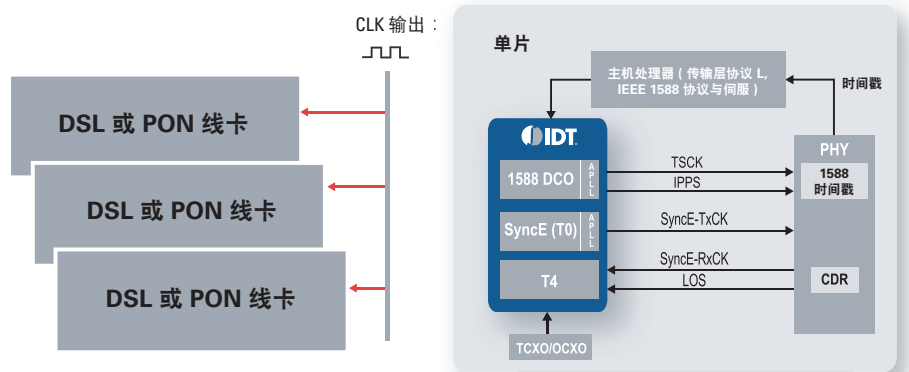 CLK 输出：
DSL 或 PON 线卡
DSL 或 PON 线卡
DSL 或 PON 线卡
单片
主机处理器（传输层协议 L,
IEEE 1588 协议与伺服）
时间戳
IDT
1588 DCO
APLL
SyncE (T0)
APLL
T4
TCXO/OCXO
TSCK
IPPS
SyncE-TxCK
SyncE-RxCK
LOS
PHY
1588
时间戳
CDR